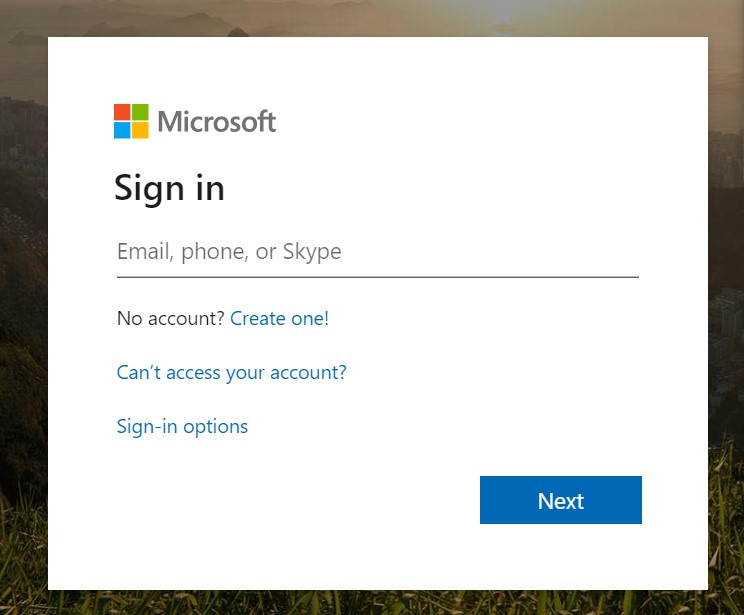 Microsoft
Sign in
Email, phone, or Skype
No account? Create one!
Can’t access your account?
Sign-in options
Next